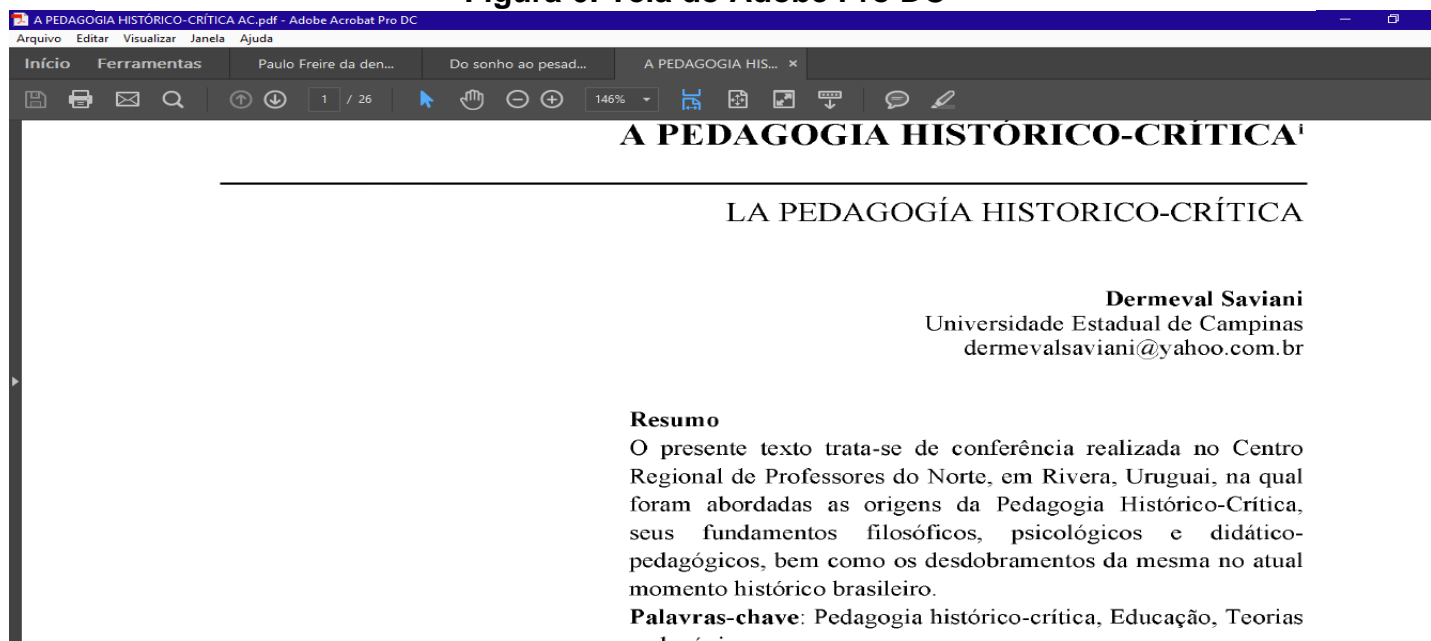 A PEDAGOGIA HISTÓRICO-CRÍTICA AC.pdf - Adobe Acrobat Pro DC
Arquivo Editar Visualizar Janela Ajuda
Início Ferramentas Paulo Freire da den... Do sonho ao pesad... A PEDAGOGIA HIS... ×
1 / 26 146%
A PEDAGOGIA HISTÓRICO-CRÍTICAⁱ
LA PEDAGOGÍA HISTORICO-CRÍTICA
Dermeval Saviani
Universidade Estadual de Campinas
dermevalsaviani@yahoo.com.br
Resumo
O presente texto trata-se de conferência realizada no Centro
Regional de Professores do Norte, em Rivera, Uruguai, na qual
foram abordadas as origens da Pedagogia Histórico-Crítica,
seus fundamentos filosóficos, psicológicos e didático-
pedagógicos, bem como os desdobramentos da mesma no atual
momento histórico brasileiro.
Palavras-chave: Pedagogia histórico-crítica, Educação, Teorias